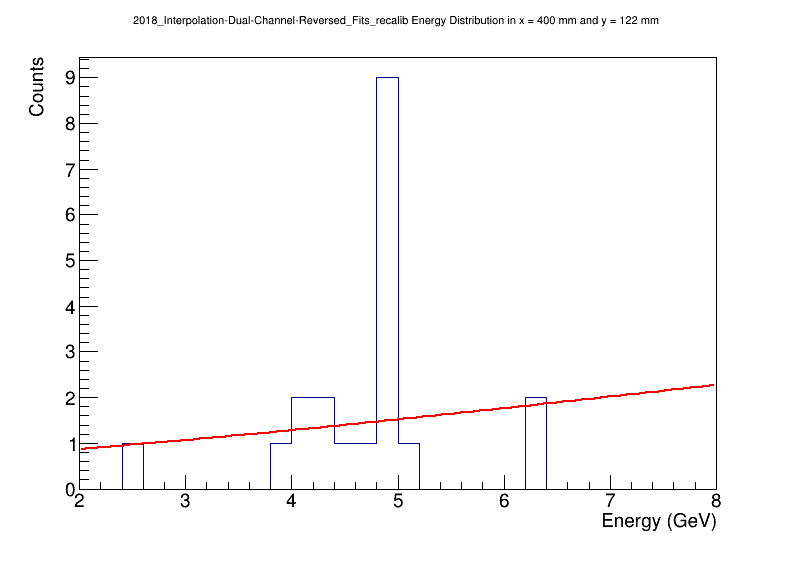 2018_Interpolation-Dual-Channel-Reversed_Fits_recalib Energy Distribution in x = 400 mm and y = 122 mm
Counts
9
8
7
6
5
4
3
2
1
0
2 3 4 5 6 7 8
Energy (GeV)